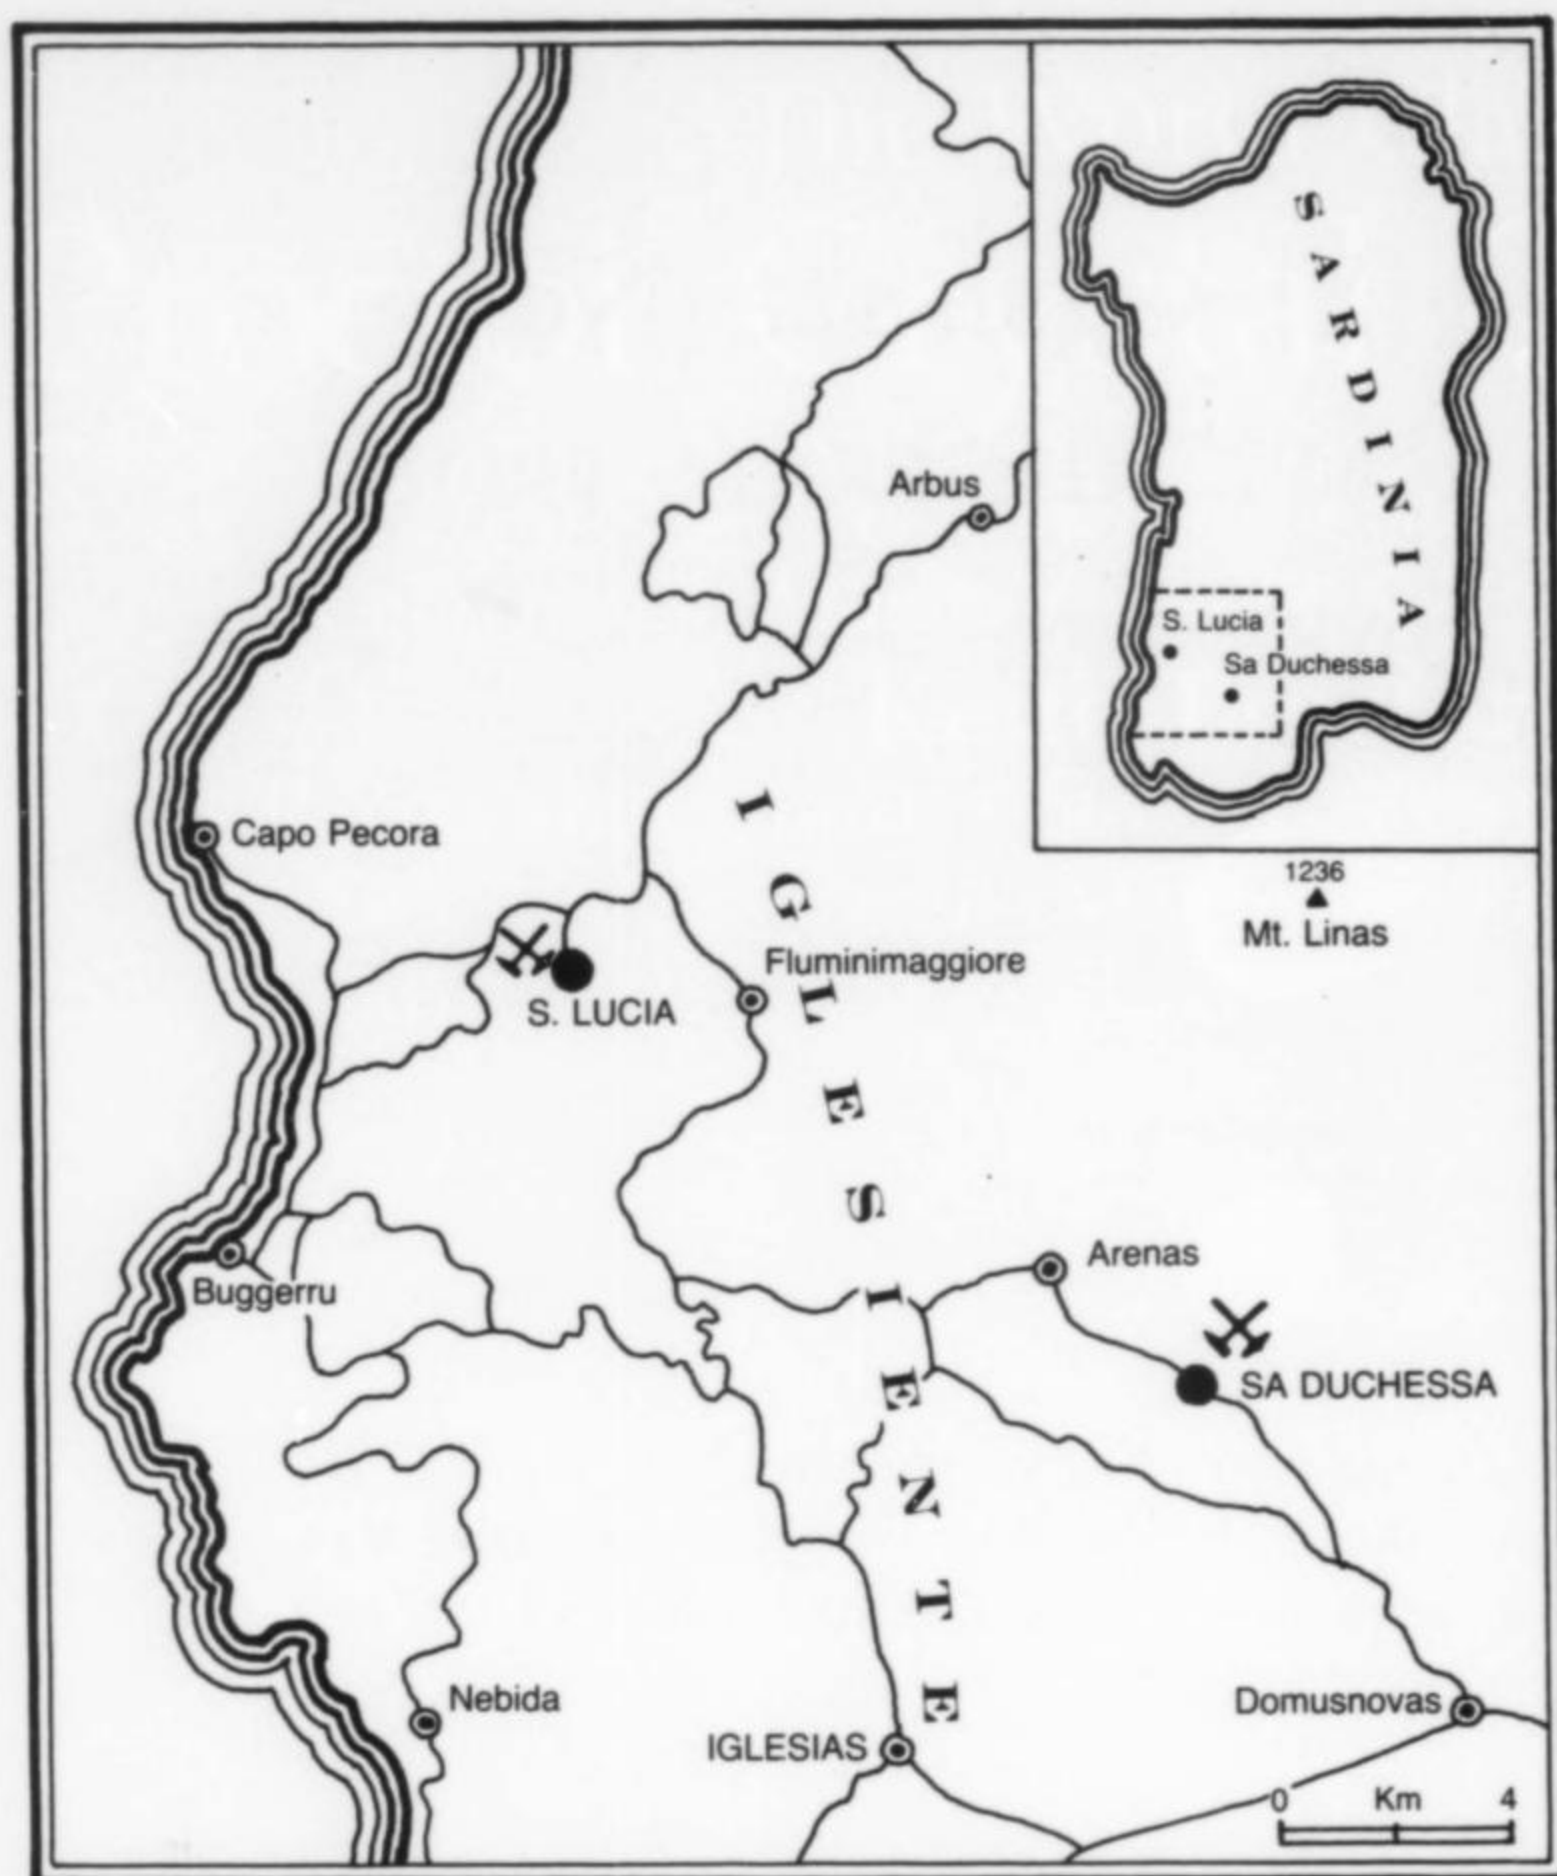 SARDINIA
Arbus
S. Lucia
Sa Duchessa
Capo Pecora
1236
Mt. Linas
Fluminimaggiore
S. LUCIA
IGLESIENTE
Arenas
Buggerru
SA DUCHESSA
Nebida
Domusnovas
IGLESIAS
0 Km 4